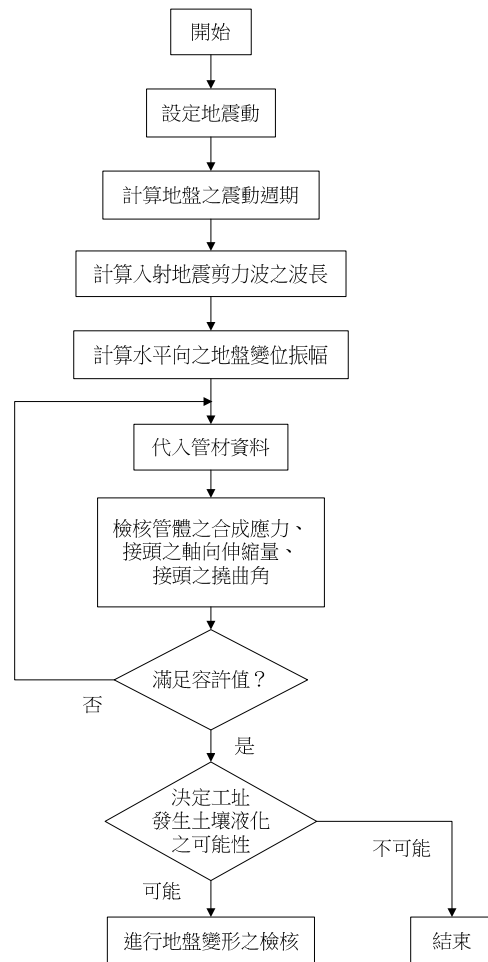 開始
設定地震動
計算地盤之震動週期
計算入射地震剪力波之波長
計算水平向之地盤變位振幅
代入管材資料
檢核管體之合成應力、
接頭之軸向伸縮量、
接頭之撓曲角
滿足容許值？
否
是
決定工址
發生土壤液化
之可能性
不可能
可能
進行地盤變形之檢核
結束